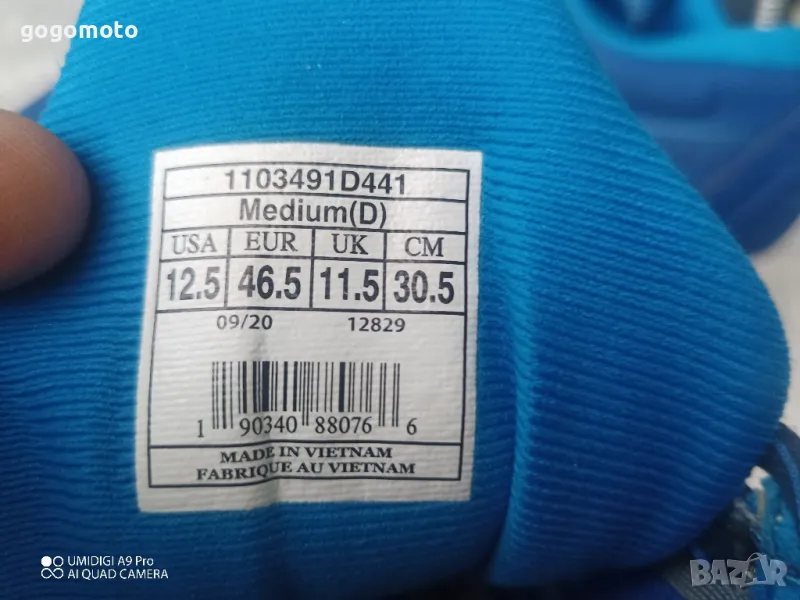 gogomoto
1103491D441
Medium(D)
USA EUR UK CM
12.5 46.5 11.5 30.5
09/20 12829
1 90340 88076 6
MADE IN VIETNAM
FABRIQUE AU VIETNAM
UMIDIGI A9 Pro
AI QUAD CAMERA
BAZAR